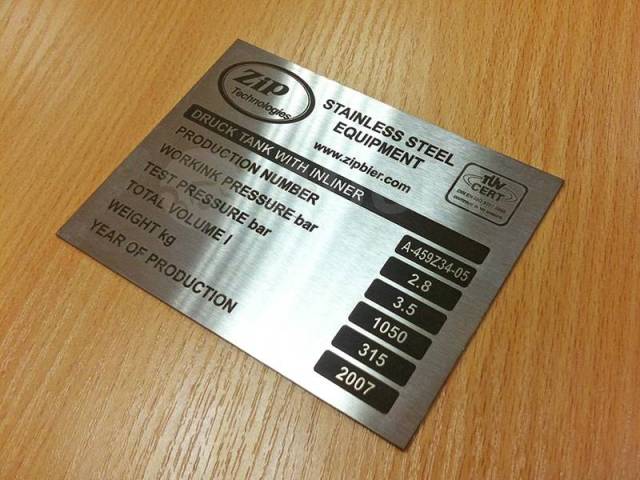 ZiP
Technologies
STAINLESS STEEL
EQUIPMENT
www.zipbier.com
TÜV
CERT
DRUCK TANK WITH INLINER
PRODUCTION NUMBER A-459Z34-05
WORKINK PRESSURE bar 2.8
TEST PRESSURE bar 3.5
TOTAL VOLUME l 1050
WEIGHT kg 315
YEAR OF PRODUCTION 2007